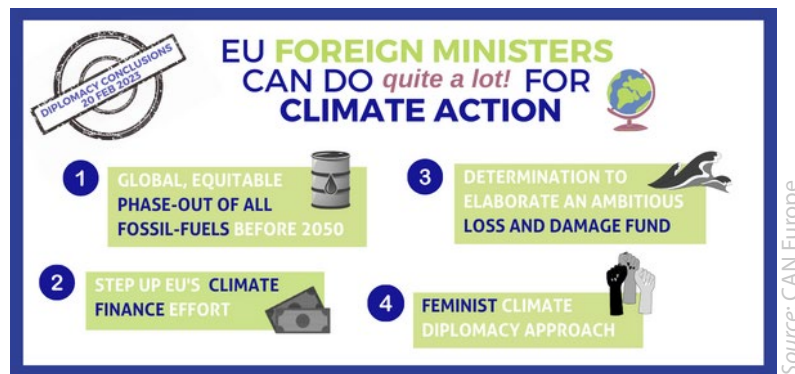 DIPLOMACY CONCLUSIONS
20 FEB 2023
EU FOREIGN MINISTERS
CAN DO quite a lot! FOR
CLIMATE ACTION
1
GLOBAL, EQUITABLE
PHASE-OUT OF ALL
FOSSIL-FUELS BEFORE 2050
2
STEP UP EU'S CLIMATE
FINANCE EFFORT
3
DETERMINATION TO
ELABORATE AN AMBITIOUS
LOSS AND DAMAGE FUND
4
FEMINIST CLIMATE
DIPLOMACY APPROACH
Source: CAN Europe